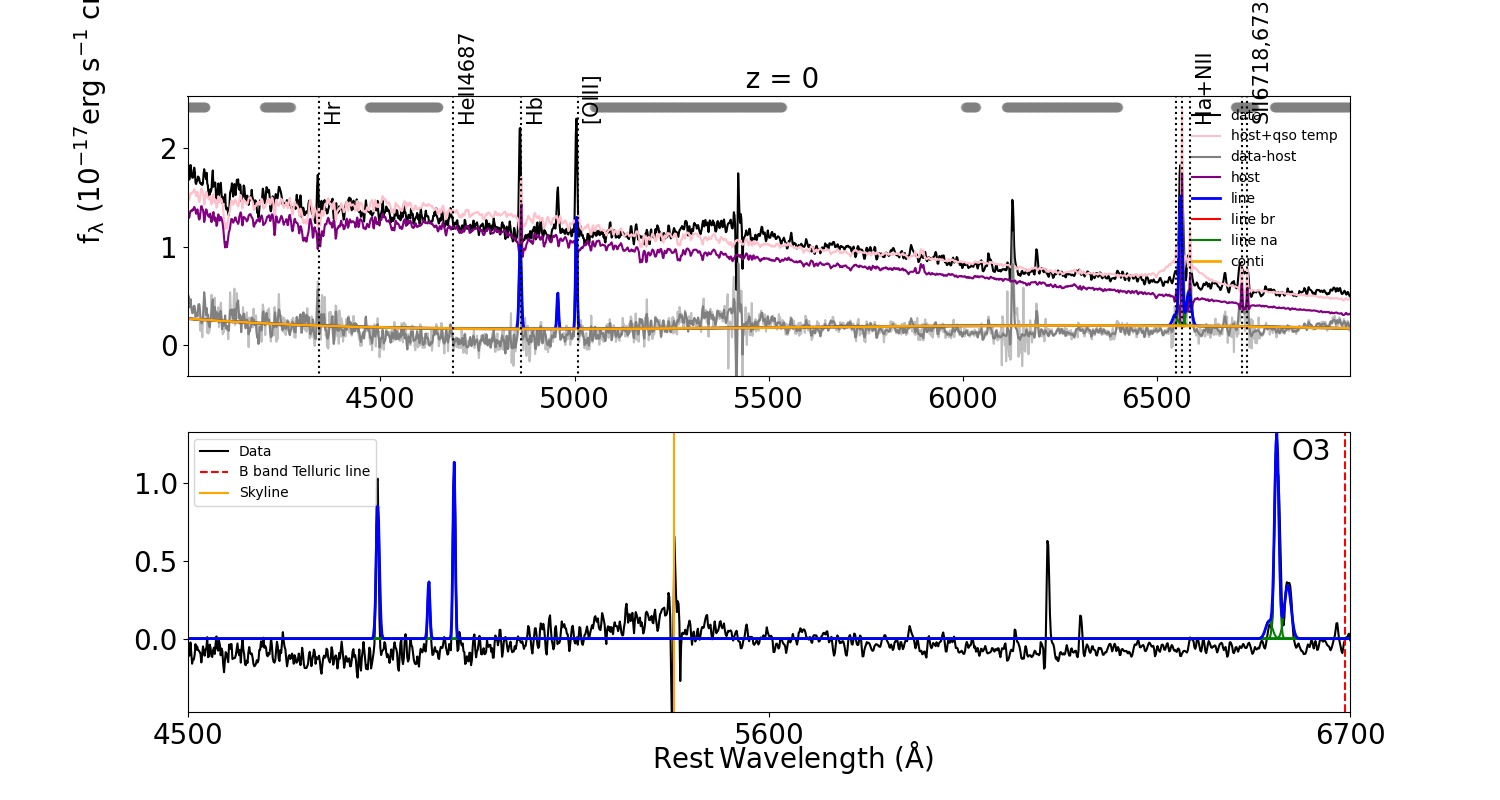 z = 0
f_λ (10^−17 erg s^−1
Hr
HeII4687
Hb
[OIII]
Ha+NII
data
host+qso temp
data-host
host
line
line br
line na
conti
2
1
0
4500
5000
5500
6000
6500
Data
B band Telluric line
Skyline
O3
1.0
0.5
0.0
4500
5600
6700
Rest Wavelength (Å)